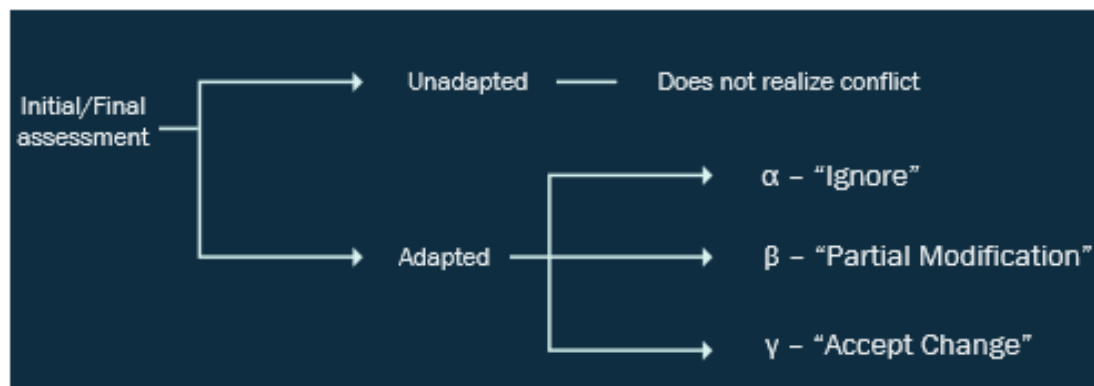 Initial/Final
assessment
Unadapted
Does not realize conflict
Adapted
α – “Ignore”
β – “Partial Modification”
γ – “Accept Change”